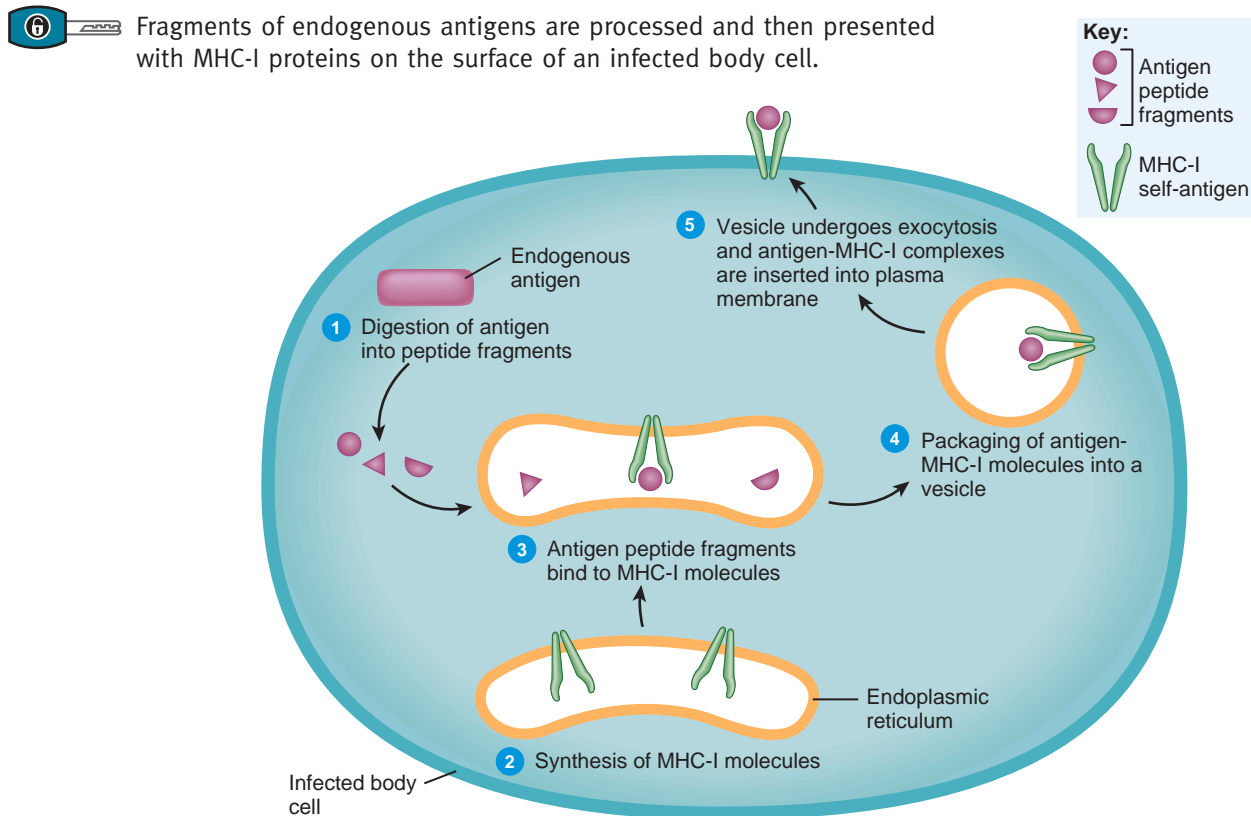 Fragments of endogenous antigens are processed and then presented
with MHC-I proteins on the surface of an infected body cell.
Key:
Antigen
peptide
fragments
MHC-I
self-antigen
Endogenous
antigen
1 Digestion of antigen
into peptide fragments
5 Vesicle undergoes exocytosis
and antigen-MHC-I complexes
are inserted into plasma
membrane
4 Packaging of antigen-
MHC-I molecules into a
vesicle
3 Antigen peptide fragments
bind to MHC-I molecules
Endoplasmic
reticulum
2 Synthesis of MHC-I molecules
Infected body
cell